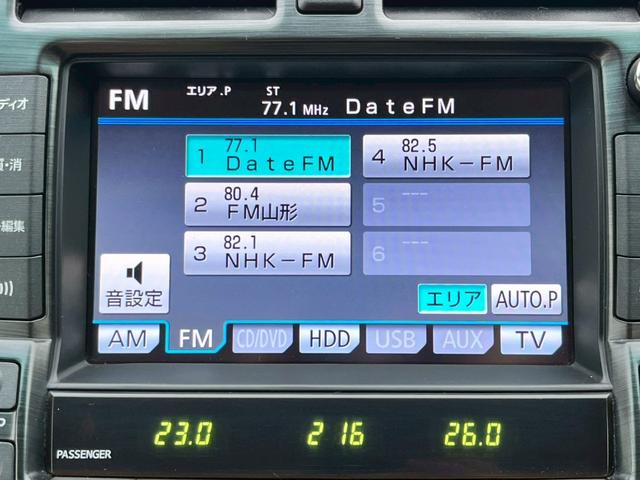 FM エリア.P ST 77.1 MHz DateFM
1 77.1 DateFM
4 82.5 NHK-FM
2 80.4 FM山形
5 ---
3 82.1 NHK-FM
6 ---
音設定
エリア AUTO.P
AM FM CD/DVD HDD USB AUX TV
ディオ
・消
編集
23.0 2 16 26.0
PASSENGER